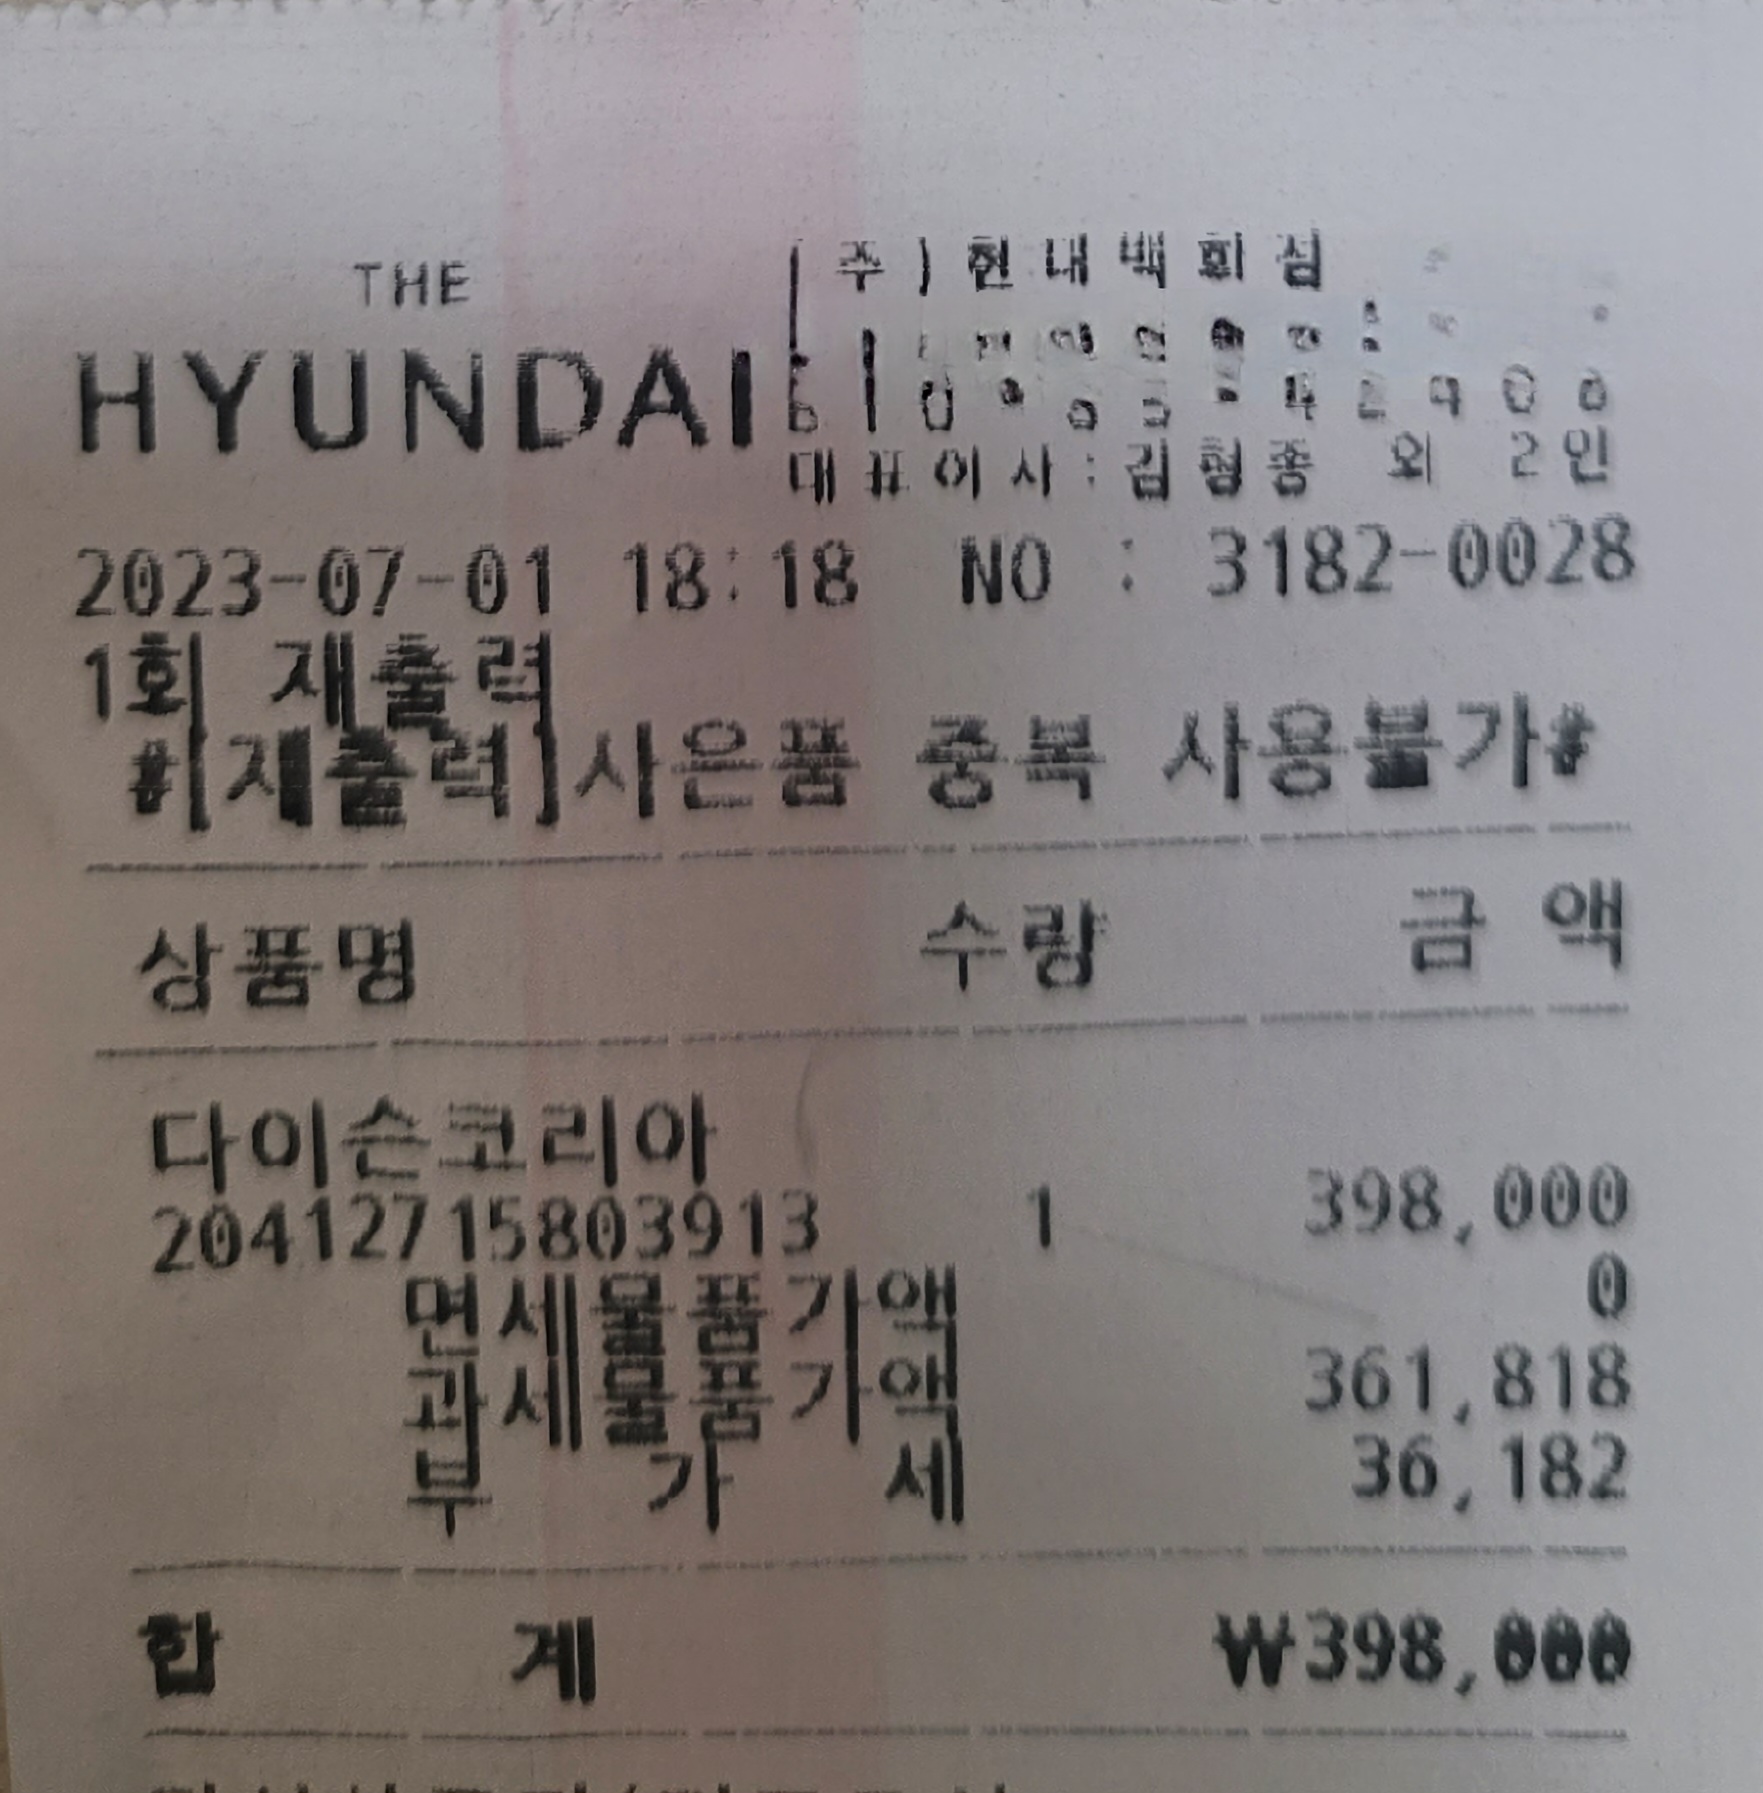 THE
HYUNDAI
(주)현대백화점
대표이사:김형종 외 2인
2023-07-01 18:18 NO : 3182-0028
1회 재출력
#[재출력]사은품 중복 사용불가#
상품명 수량 금 액
다이슨코리아
20412715803913 1 398,000
면세물품가액 0
과세물품가액 361,818
부 가 세 36,182
합 계 ₩398,000